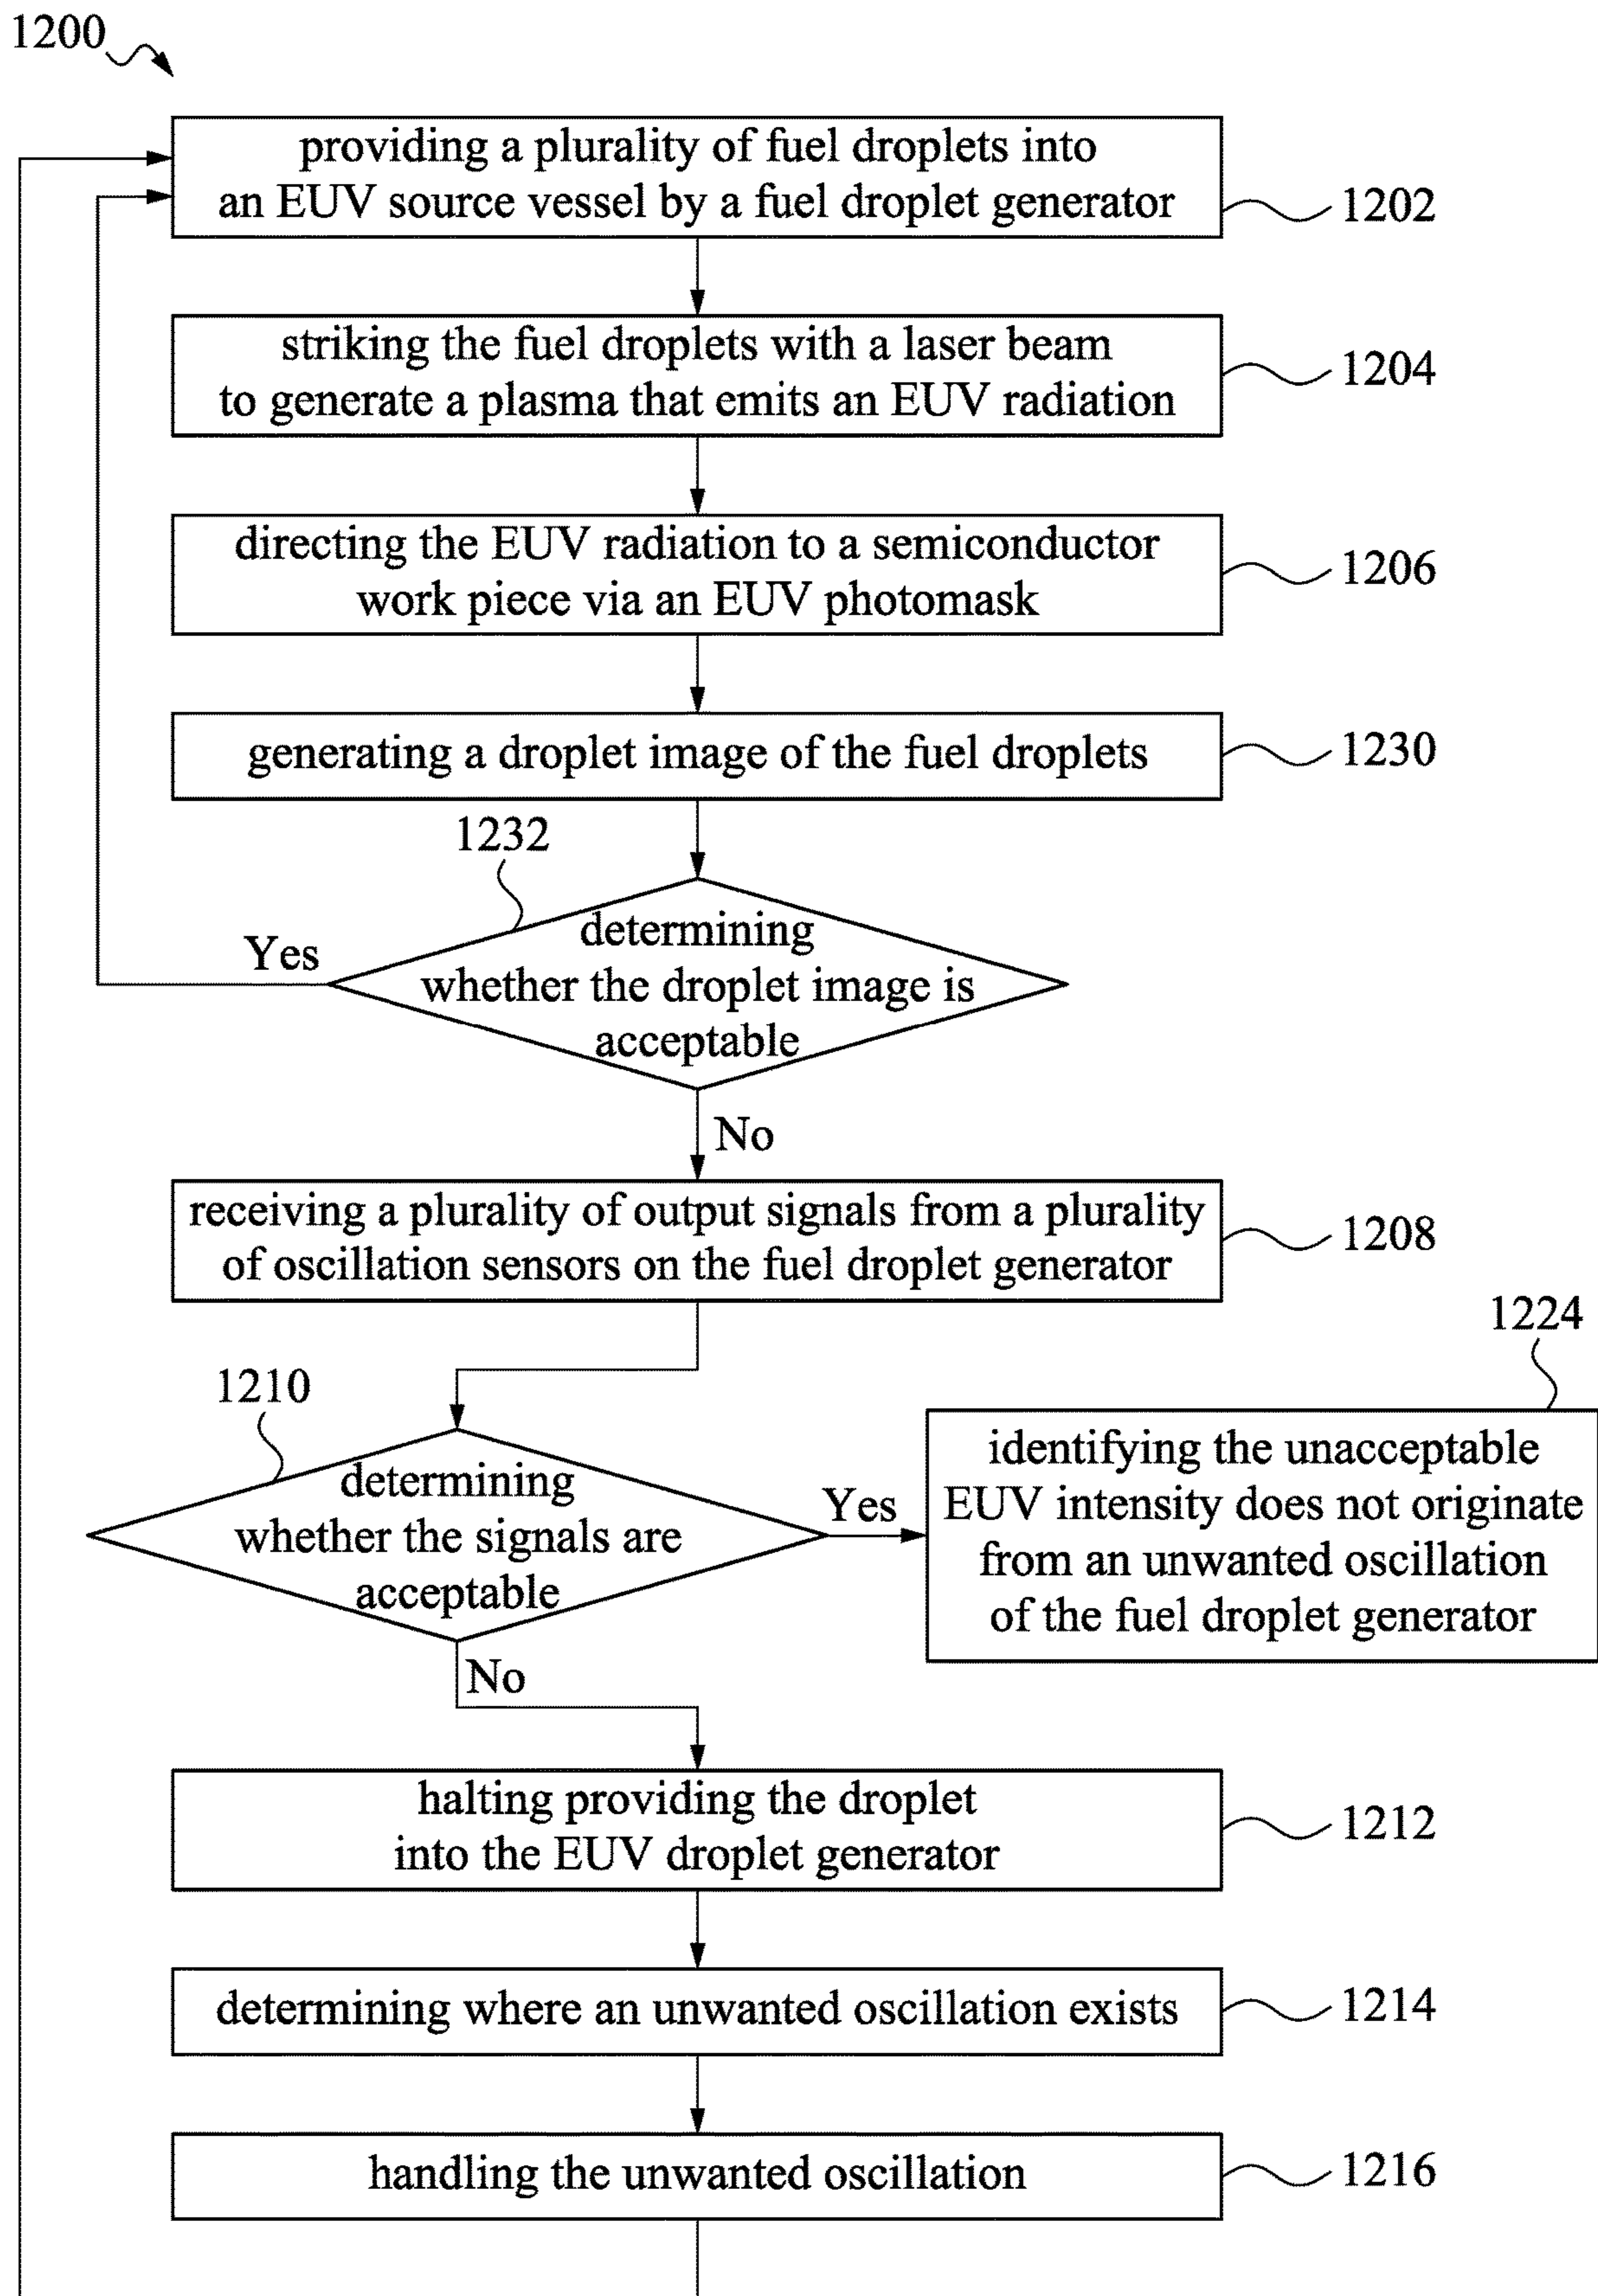 1200
providing a plurality of fuel droplets into
an EUV source vessel by a fuel droplet generator
1202
striking the fuel droplets with a laser beam
to generate a plasma that emits an EUV radiation
1204
directing the EUV radiation to a semiconductor
work piece via an EUV photomask
1206
generating a droplet image of the fuel droplets
1230
1232
determining
whether the droplet image is
acceptable
Yes
No
receiving a plurality of output signals from a plurality
of oscillation sensors on the fuel droplet generator
1208
1210
determining
whether the signals are
acceptable
Yes
1224
identifying the unacceptable
EUV intensity does not originate
from an unwanted oscillation
of the fuel droplet generator
No
halting providing the droplet
into the EUV droplet generator
1212
determining where an unwanted oscillation exists
1214
handling the unwanted oscillation
1216